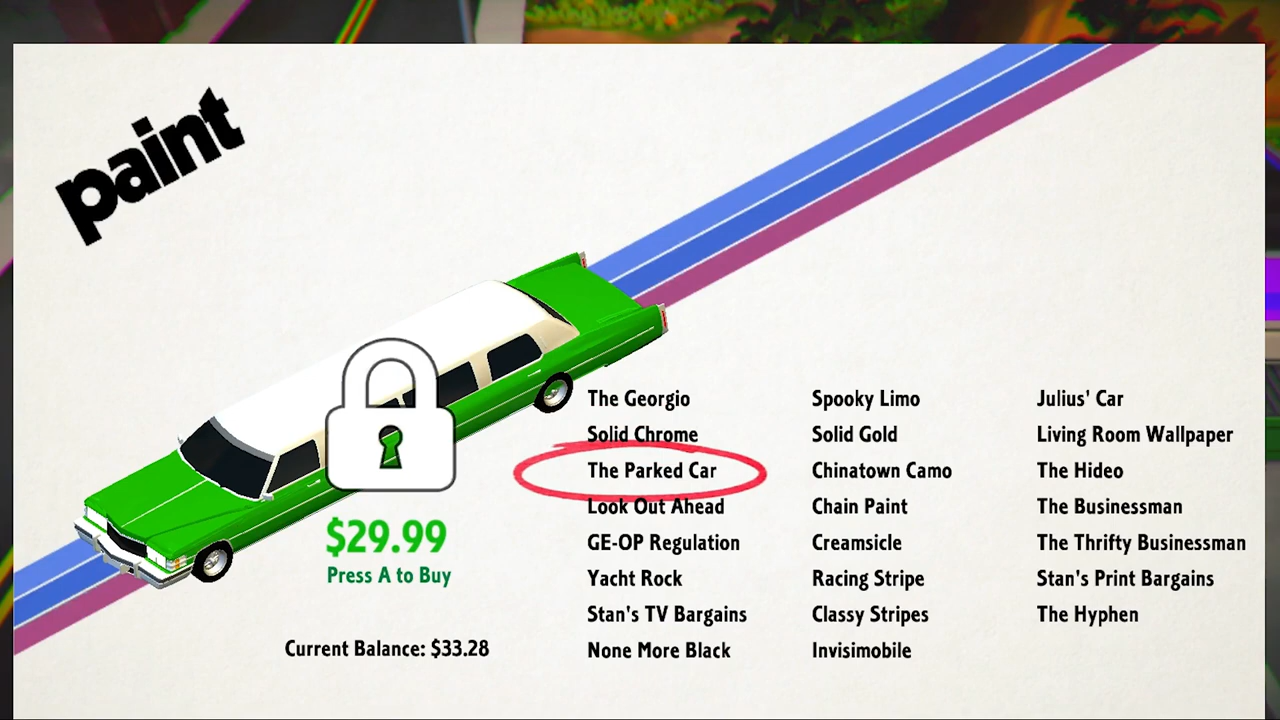 paint
$29.99
Press A to Buy
Current Balance: $33.28
The Georgio
Solid Chrome
The Parked Car
Look Out Ahead
GE-OP Regulation
Yacht Rock
Stan's TV Bargains
None More Black
Spooky Limo
Solid Gold
Chinatown Camo
Chain Paint
Creamsicle
Racing Stripe
Classy Stripes
Invisimobile
Julius' Car
Living Room Wallpaper
The Hideo
The Businessman
The Thrifty Businessman
Stan's Print Bargains
The Hyphen